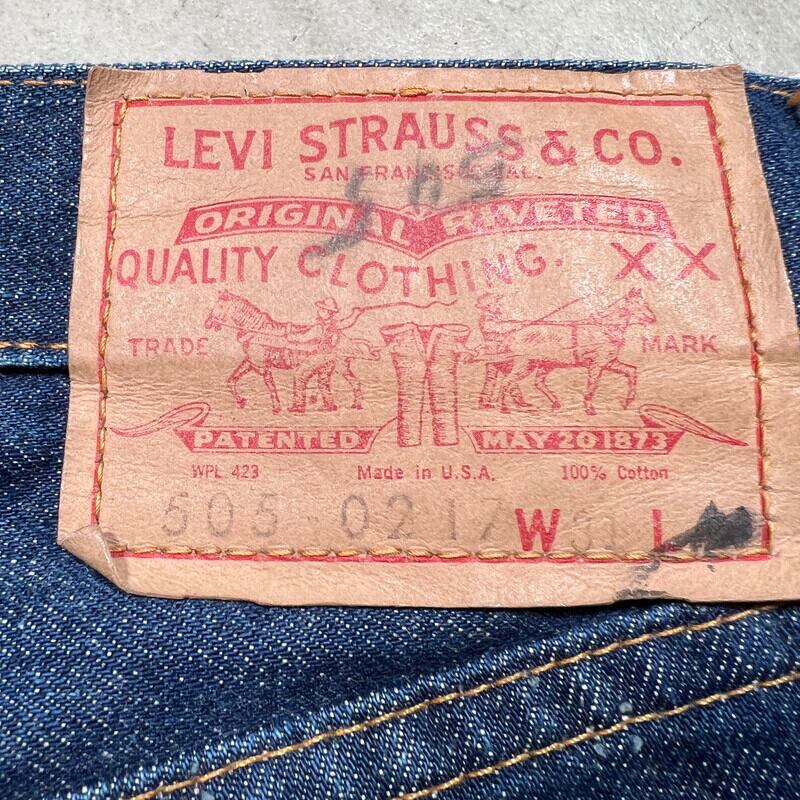 LEVI STRAUSS & CO.
SAN FRANCISCO CAL.
ORIGINAL RIVETED
QUALITY CLOTHING. XX
TRADE MARK
PATENTED MAY 20 1873
WPL 423 Made in U.S.A. 100% Cotton
505 0217 W 31 L